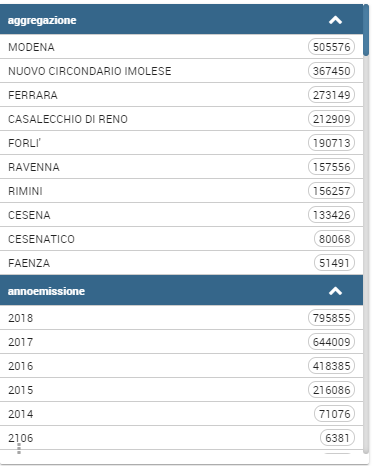 aggregazione
MODENA 505576
NUOVO CIRCONDARIO IMOLESE 367450
FERRARA 273149
CASALECCHIO DI RENO 212909
FORLI' 190713
RAVENNA 157556
RIMINI 156257
CESENA 133426
CESENATICO 80068
FAENZA 51491
annoemissione
2018 795855
2017 644009
2016 418385
2015 216086
2014 71076
2106 6381